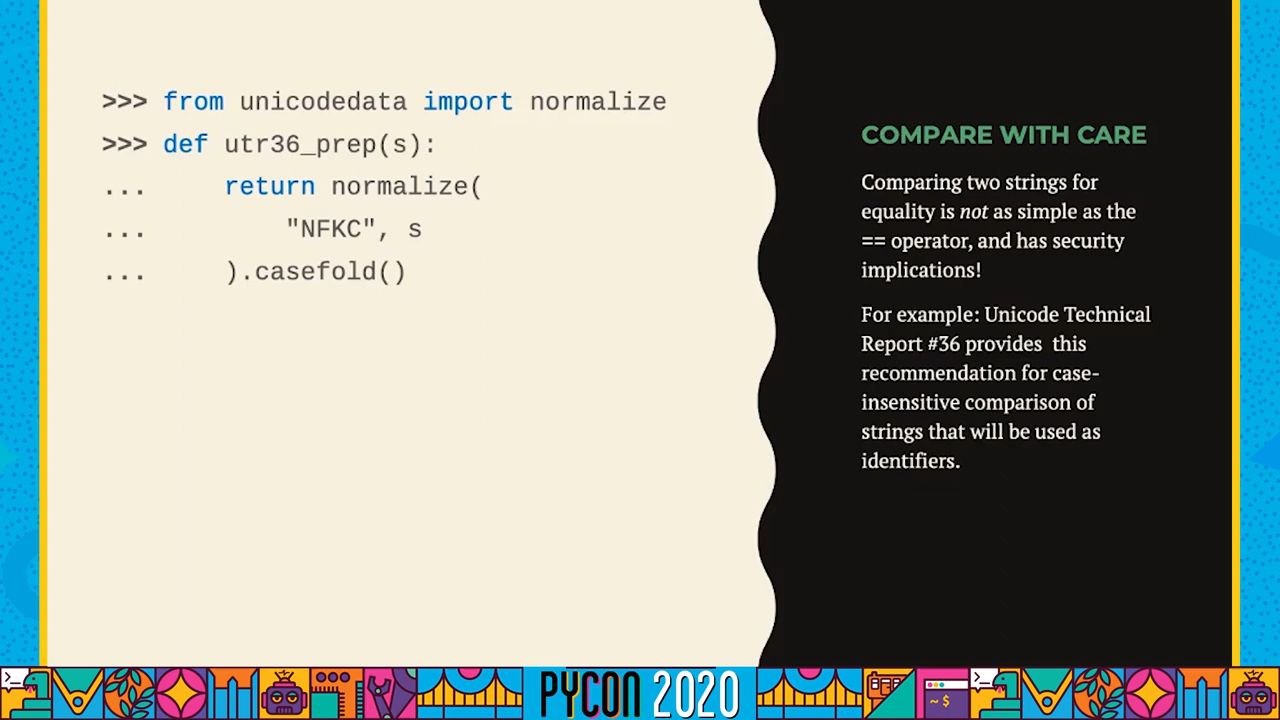 >>> from unicodedata import normalize
>>> def utr36_prep(s):
...     return normalize(
...         "NFKC", s
...     ).casefold()
COMPARE WITH CARE
Comparing two strings for
equality is not as simple as the
== operator, and has security
implications!
For example: Unicode Technical
Report #36 provides  this
recommendation for case-
insensitive comparison of
strings that will be used as
identifiers.
PYCON 2020
~$